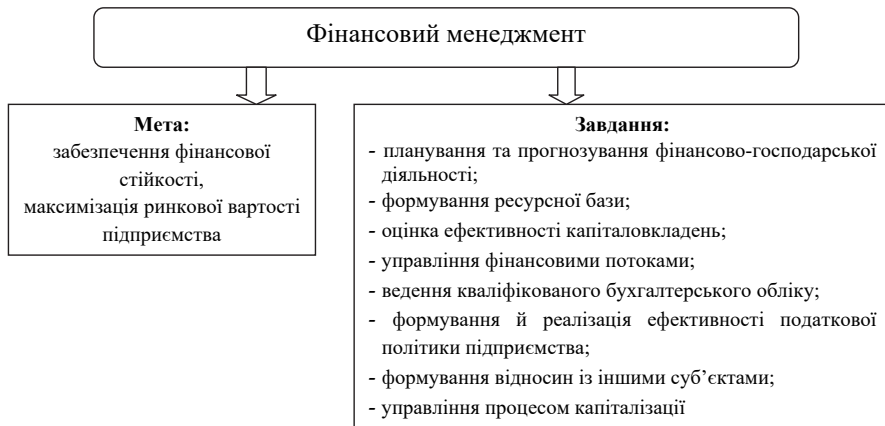 Фінансовий менеджмент
Мета:
забезпечення фінансової
стійкості,
максимізація ринкової вартості
підприємства
Завдання:
- планування та прогнозування фінансово-господарської
діяльності;
- формування ресурсної бази;
- оцінка ефективності капіталовкладень;
- управління фінансовими потоками;
- ведення кваліфікованого бухгалтерського обліку;
- формування й реалізація ефективності податкової
політики підприємства;
- формування відносин із іншими суб’єктами;
- управління процесом капіталізації